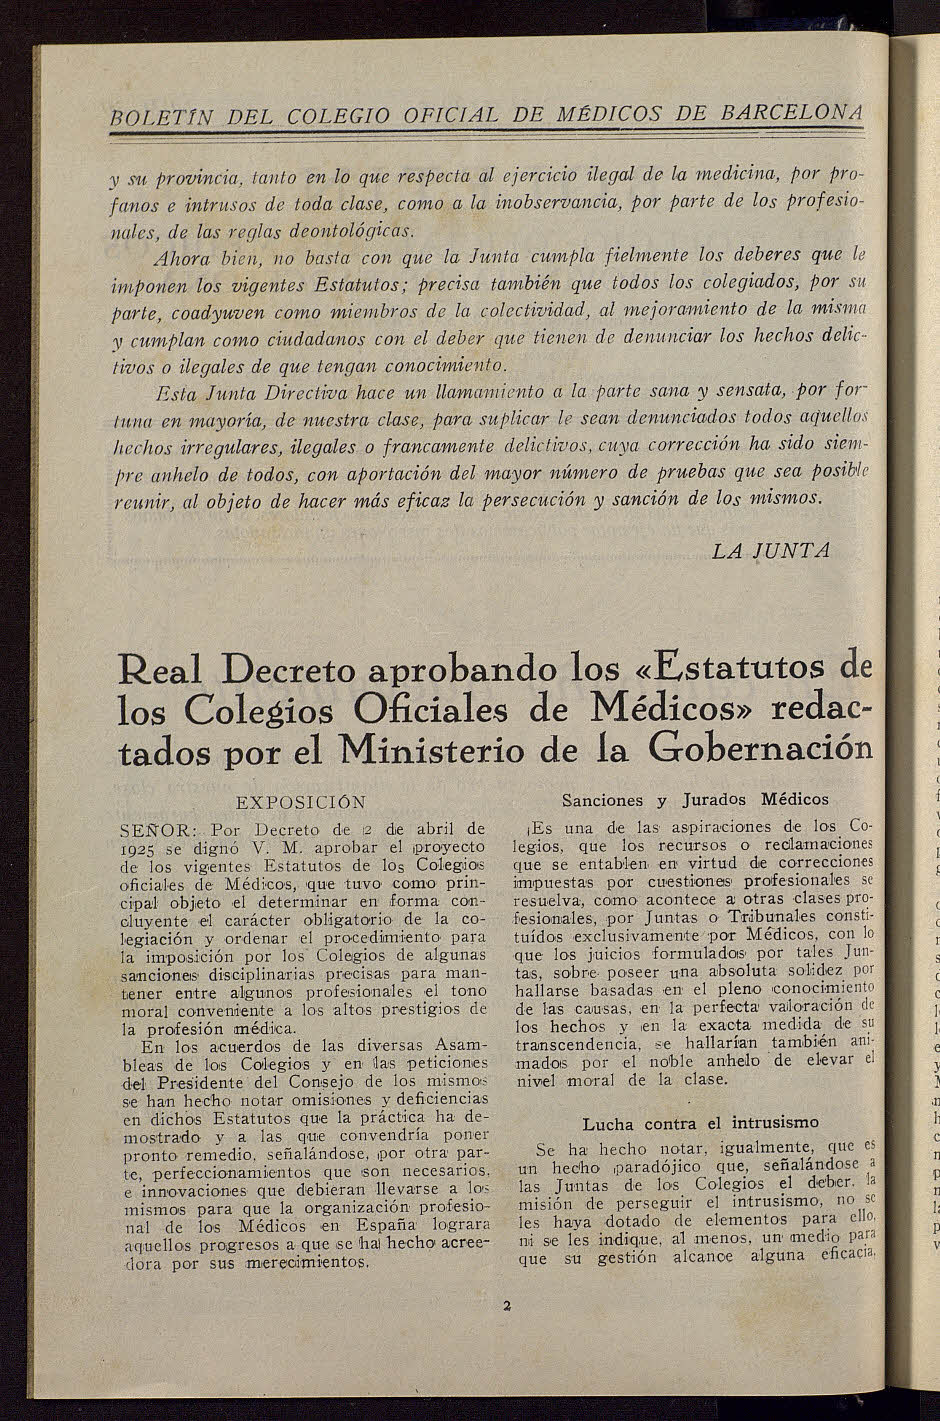 BOLETÍN DEL COLEGIO OFICIAL DE MÉDICOS DE BARCELONA
y su provincia, tanto en lo que respecta al ejercicio ilegal de la medicina, por pro-
fanos e intrusos de toda clase, como a la inobservancia, por parte de los profesio-
nales, de las reglas deontológicas.
Ahora bien, no basta con que la Junta cumpla fielmente los deberes que le
imponen los vigentes Estatutos; precisa también que todos los colegiados, por su
parte, coadyuven como miembros de la colectividad, al mejoramiento de la misma
y cumplan como ciudadanos con el deber que tienen de denunciar los hechos delic-
tivos o ilegales de que tengan conocimiento.
Esta Junta Directiva hace un llamamiento a la parte sana y sensata, por for-
tuna en mayoría, de nuestra clase, para suplicar le sean denunciados todos aquellos
hechos irregulares, ilegales o francamente delictivos, cuya corrección ha sido siem-
pre anhelo de todos, con aportación del mayor número de pruebas que sea posible
reunir, al objeto de hacer más eficaz la persecución y sanción de los mismos.
LA JUNTA
Real Decreto aprobando los «Estatutos de
los Colegios Oficiales de Médicos» redac-
tados por el Ministerio de la Gobernación
EXPOSICIÓN
SEÑOR: Por Decreto de 2 de abril de
1925 se dignó V. M. aprobar el proyecto
de los vigentes Estatutos de los Colegios
oficiales de Médicos, que tuvo como prin-
cipal objeto el determinar en forma con-
cluyente el carácter obligatorio de la co-
legiación y ordenar el procedimiento para
la imposición por los Colegios de algunas
sanciones disciplinarias precisas para man-
tener entre algunos profesionales el tono
moral conveniente a los altos prestigios de
la profesión médica.
En los acuerdos de las diversas Asam-
bleas de los Colegios y en las peticiones
del Presidente del Consejo de los mismos
se han hecho notar omisiones y deficiencias
en dichos Estatutos que la práctica ha de-
mostrado y a las que convendría poner
pronto remedio, señalándose, por otra par-
te, perfeccionamientos que son necesarios,
e innovaciones que debieran llevarse a los
mismos para que la organización profesio-
nal de los Médicos en España lograra
aquellos progresos a que se ha hecho acree-
dora por sus merecimientos.
Sanciones y Jurados Médicos
Es una de las aspiraciones de los Co-
legios, que los recursos o reclamaciones
que se entablen en virtud de correcciones
impuestas por cuestiones profesionales se
resuelva, como acontece a otras clases pro-
fesionales, por Juntas o Tribunales consti-
tuídos exclusivamente por Médicos, con lo
que los juicios formulados por tales Jun-
tas, sobre poseer una absoluta solidez por
hallarse basadas en el pleno conocimiento
de las causas, en la perfecta valoración de
los hechos y en la exacta medida de su
transcendencia, se hallarían también ani-
mados por el noble anhelo de elevar el
nivel moral de la clase.
Lucha contra el intrusismo
Se ha hecho notar, igualmente, que es
un hecho paradójico que, señalándose a
las Juntas de los Colegios el deber, la
misión de perseguir el intrusismo, no se
les haya dotado de elementos para ello,
ni se les indique, al menos, un medio para
que su gestión alcance alguna eficacia,
2